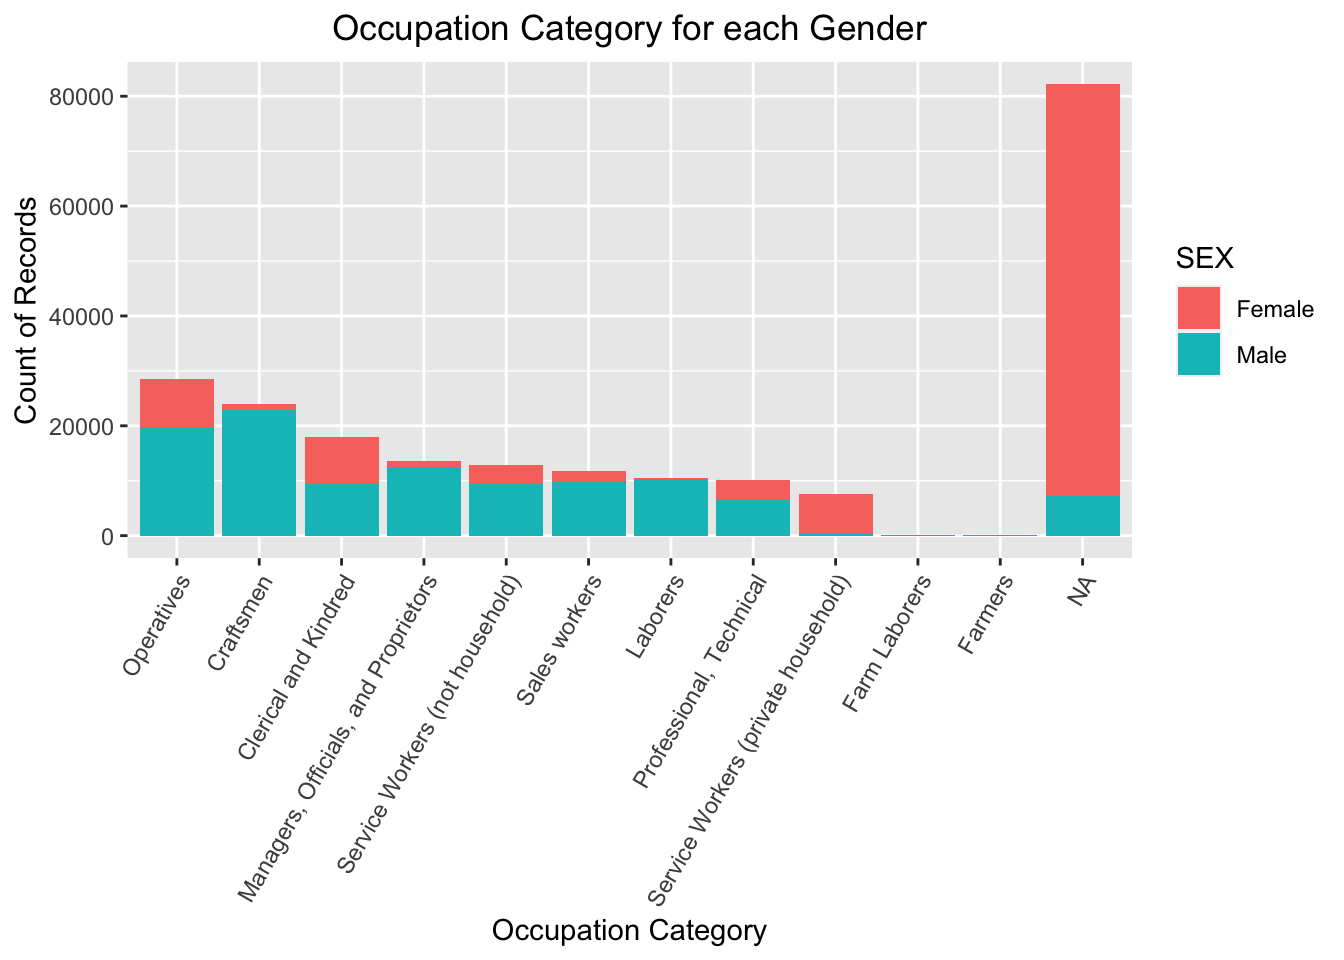 Occupation Category for each Gender
Count of Records
80000
60000
40000
20000
0
Operatives
Craftsmen
Clerical and Kindred
Managers, Officials, and Proprietors
Service Workers (not household)
Sales workers
Laborers
Professional, Technical
Service Workers (private household)
Farm Laborers
Farmers
NA
Occupation Category
SEX
Female
Male